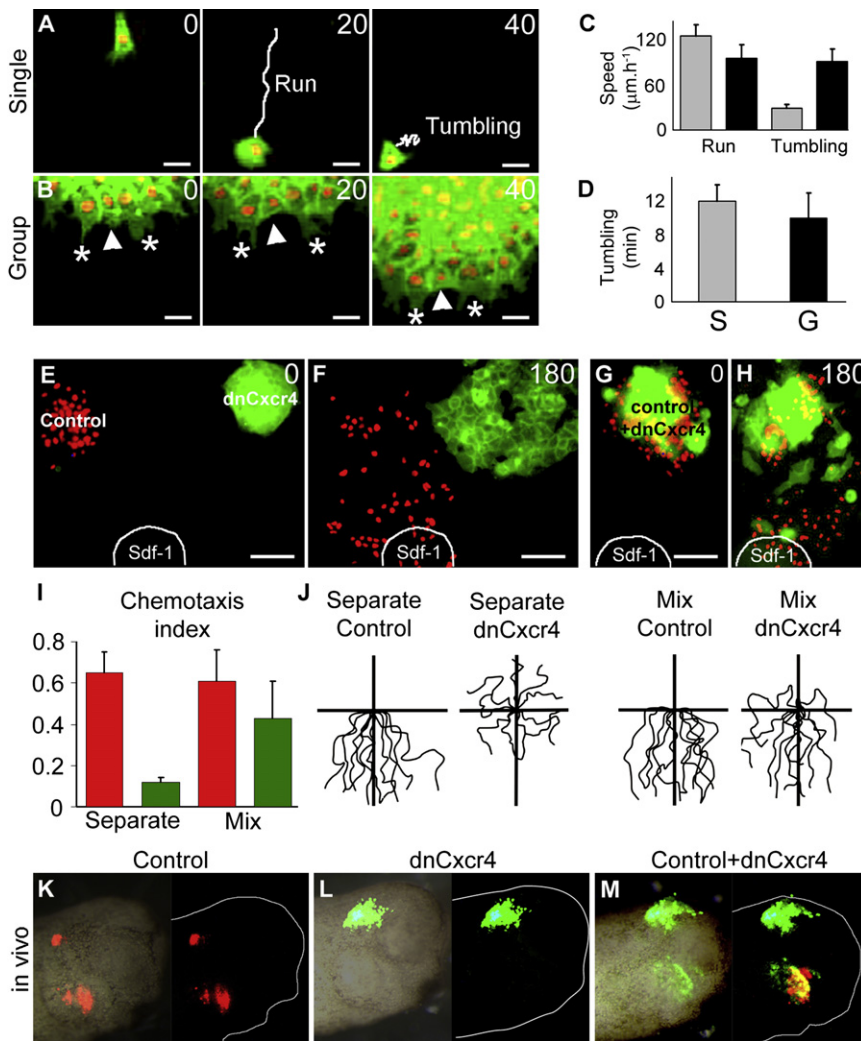 A 0 20 40
Single
Run
Tumbling
B 0 20 40
Group
* * * * * *
C
Speed
(µm.h⁻¹)
120
60
0
Run Tumbling
D
Tumbling
(min)
12
8
4
0
S G
E 0
Control
dnCxcr4
Sdf-1
F 180
Sdf-1
G 0
control
+dnCxcr4
Sdf-1
H 180
Sdf-1
I
Chemotaxis
index
0.8
0.6
0.4
0.2
0
Separate Mix
J
Separate
Control
Separate
dnCxcr4
Mix
Control
Mix
dnCxcr4
in vivo
Control
K
dnCxcr4
L
Control+dnCxcr4
M